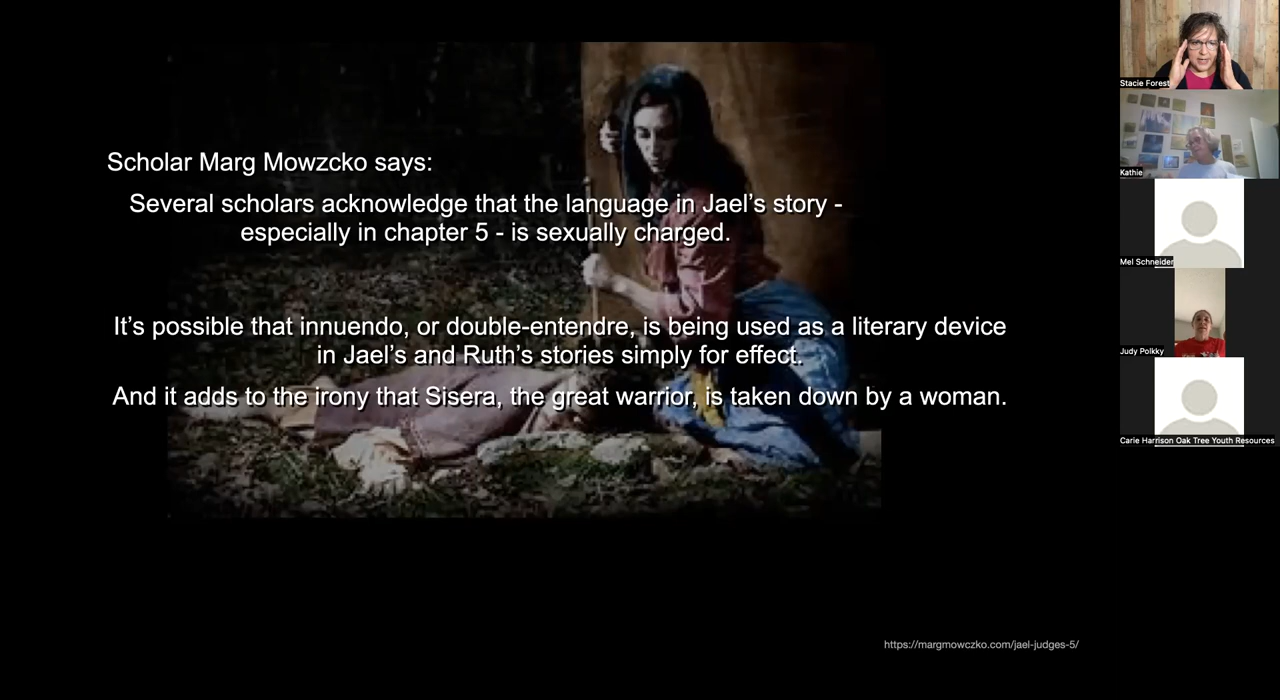 Scholar Marg Mowzcko says:
Several scholars acknowledge that the language in Jael’s story -
especially in chapter 5 - is sexually charged.
It’s possible that innuendo, or double-entendre, is being used as a literary device
in Jael’s and Ruth’s stories simply for effect.
And it adds to the irony that Sisera, the great warrior, is taken down by a woman.
https://margmowczko.com/jael-judges-5/
Stacie Forest
Kathie
Mel Schneider
Judy Polkky
Carie Harrison Oak Tree Youth Resources